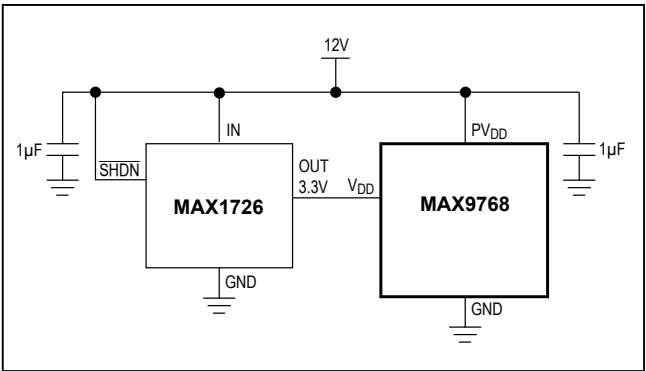 12V
IN
PVDD
1µF
1µF
SHDN
OUT
3.3V
VDD
MAX1726
MAX9768
GND
GND